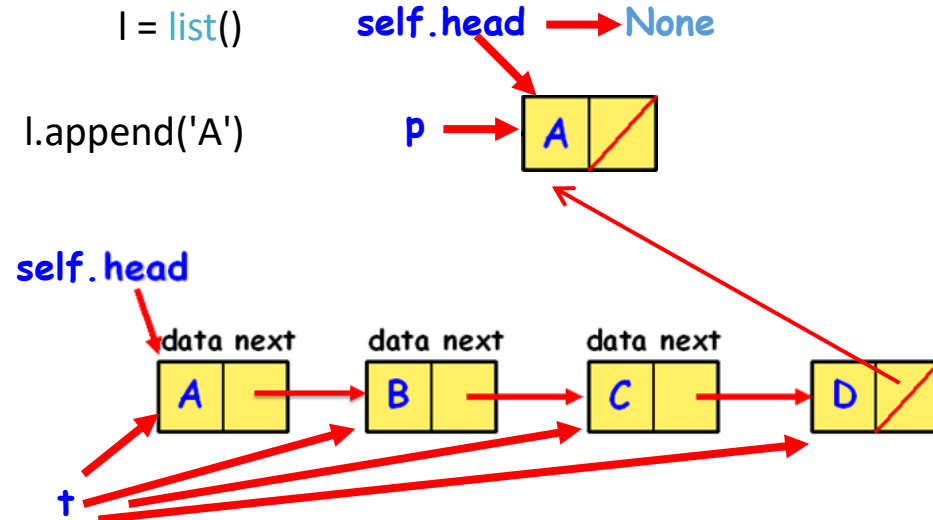 l = list()
self.head
None
l.append('A')
p
A
self.head
data next
data next
data next
A
B
C
D
t